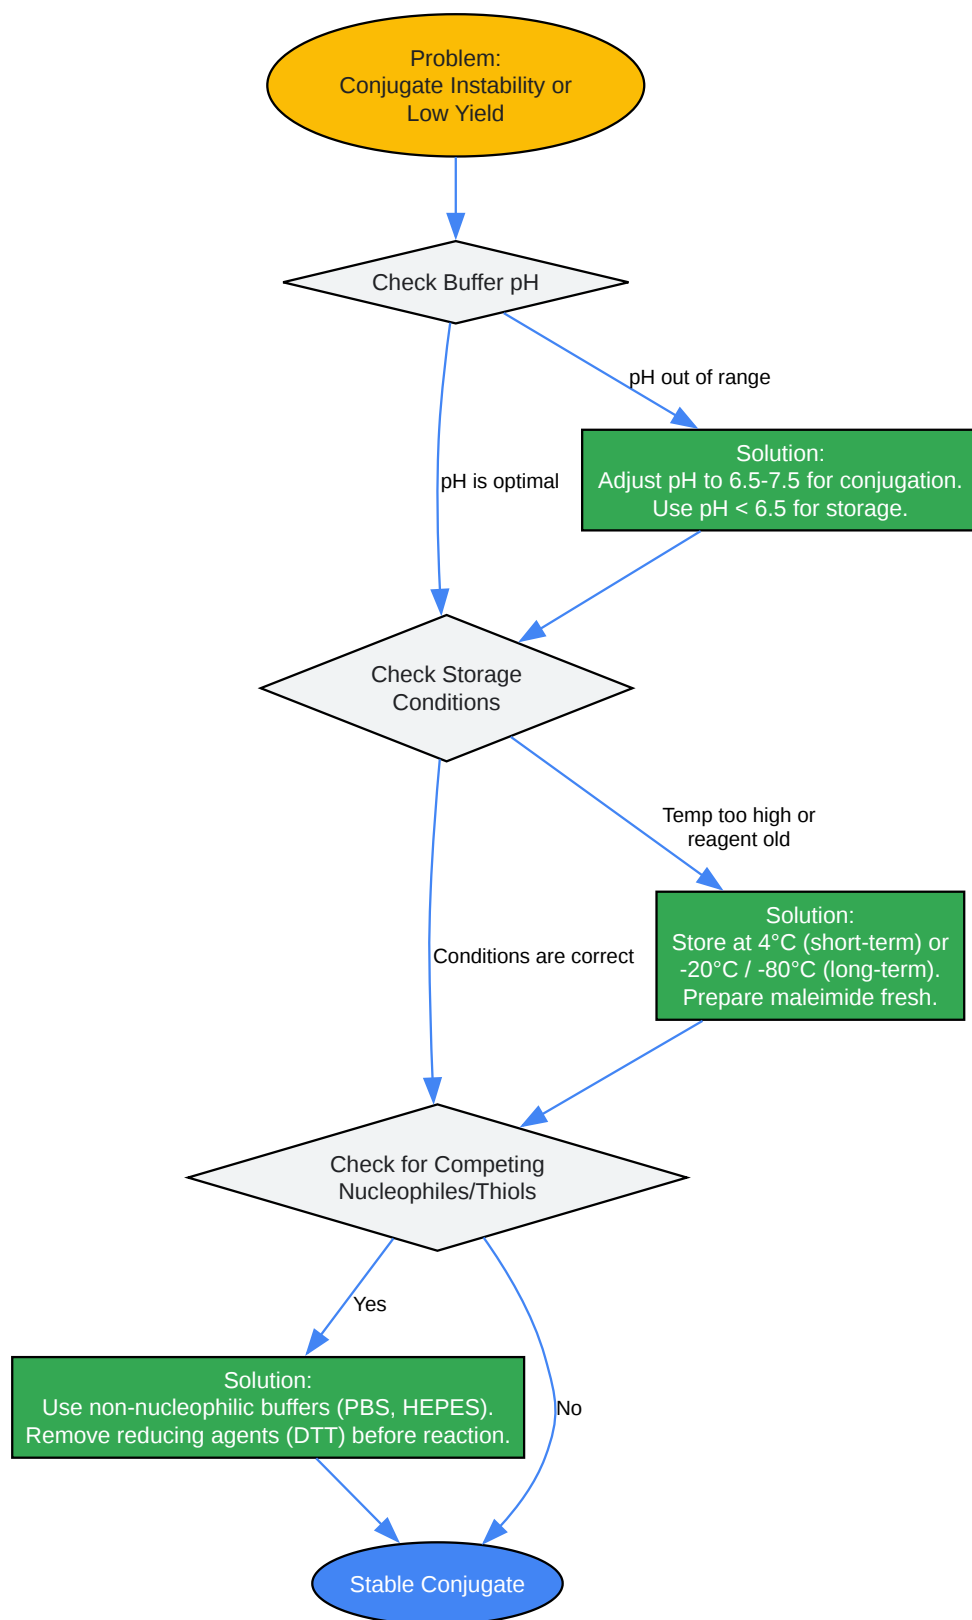 Problem:
Conjugate Instability or
Low Yield
Check Buffer pH
pH out of range
Solution:
Adjust pH to 6.5-7.5 for conjugation.
Use pH < 6.5 for storage.
pH is optimal
Check Storage
Conditions
Temp too high or
reagent old
Solution:
Store at 4°C (short-term) or
-20°C / -80°C (long-term).
Prepare maleimide fresh.
Conditions are correct
Check for Competing
Nucleophiles/Thiols
Yes
Solution:
Use non-nucleophilic buffers (PBS, HEPES).
Remove reducing agents (DTT) before reaction.
No
Stable Conjugate